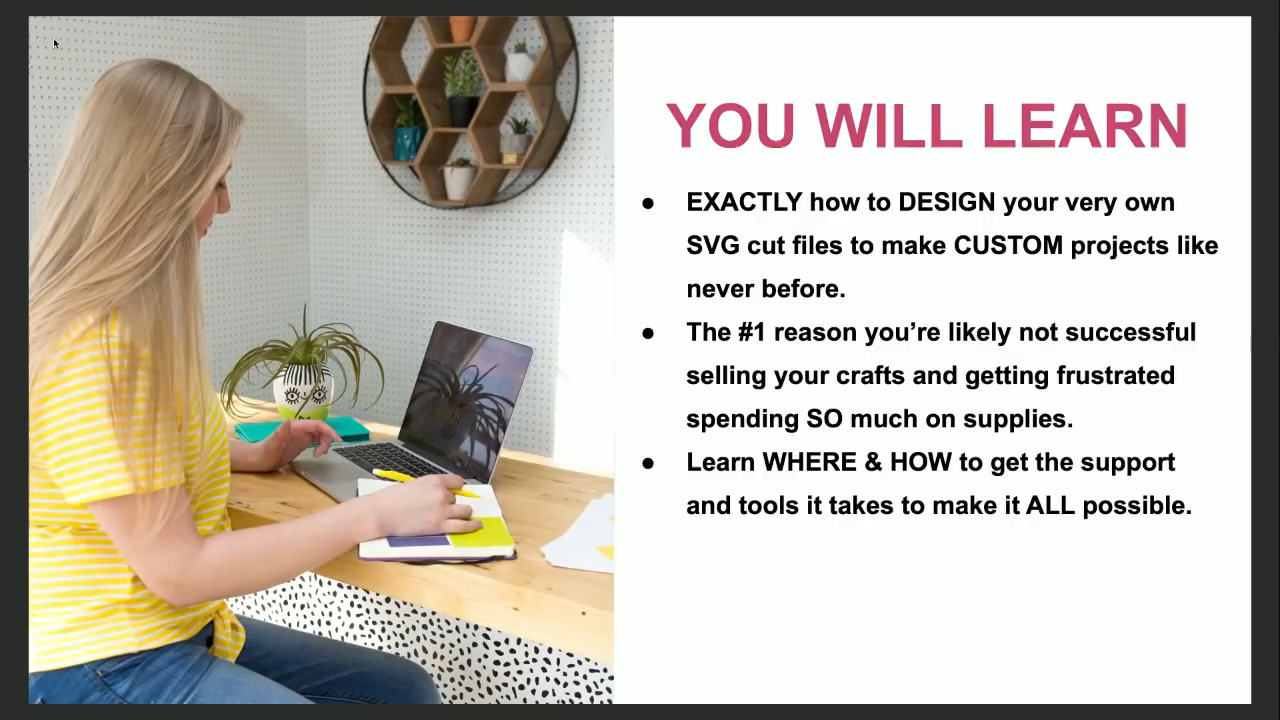 YOU WILL LEARN
● EXACTLY how to DESIGN your very own
SVG cut files to make CUSTOM projects like
never before.
● The #1 reason you’re likely not successful
selling your crafts and getting frustrated
spending SO much on supplies.
● Learn WHERE & HOW to get the support
and tools it takes to make it ALL possible.